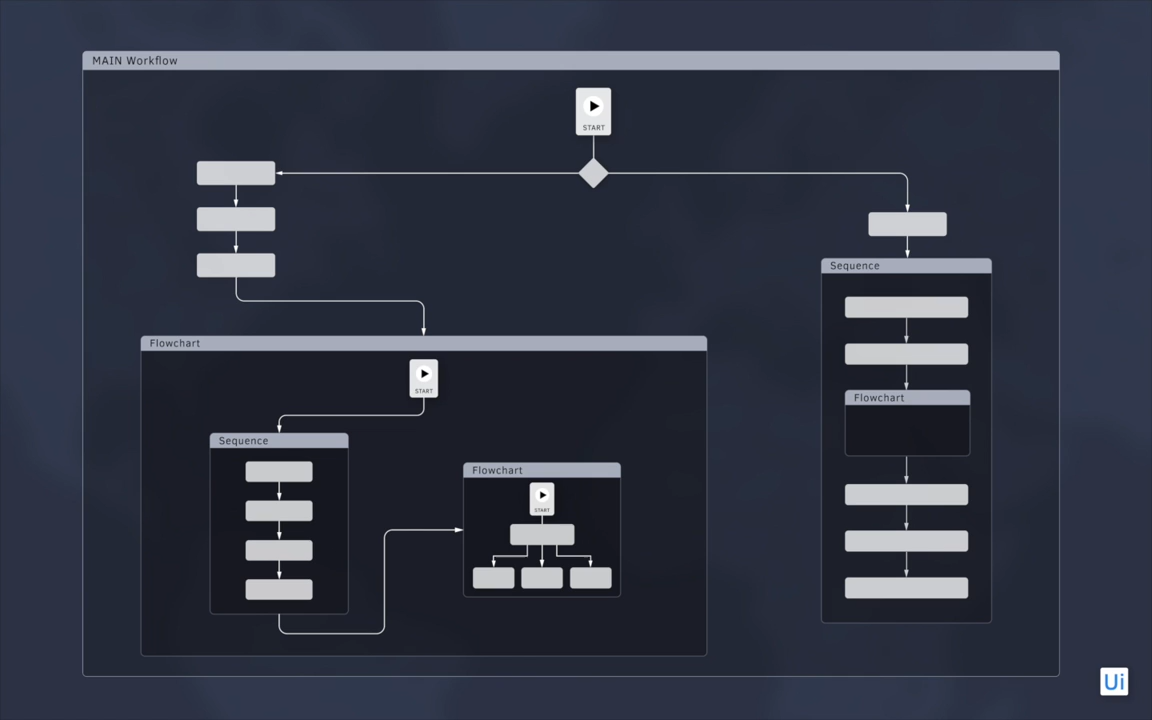 MAIN Workflow
START
Sequence
Flowchart
START
Flowchart
Sequence
Flowchart
START
Ui